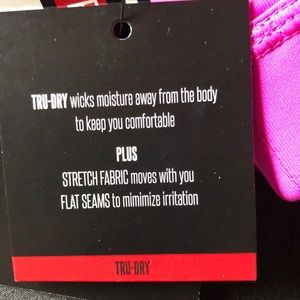 TRU-DRY wicks moisture away from the body
to keep you comfortable
PLUS
STRETCH FABRIC moves with you
FLAT SEAMS to mimimize irritation
TRU-DRY